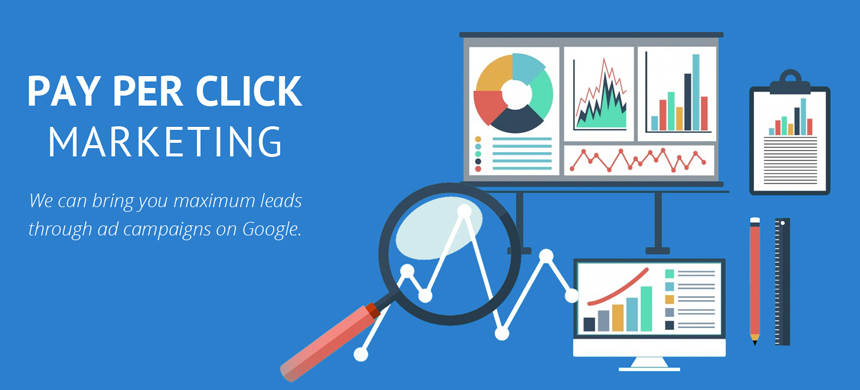 PAY PER CLICK
MARKETING
We can bring you maximum leads
through ad campaigns on Google.